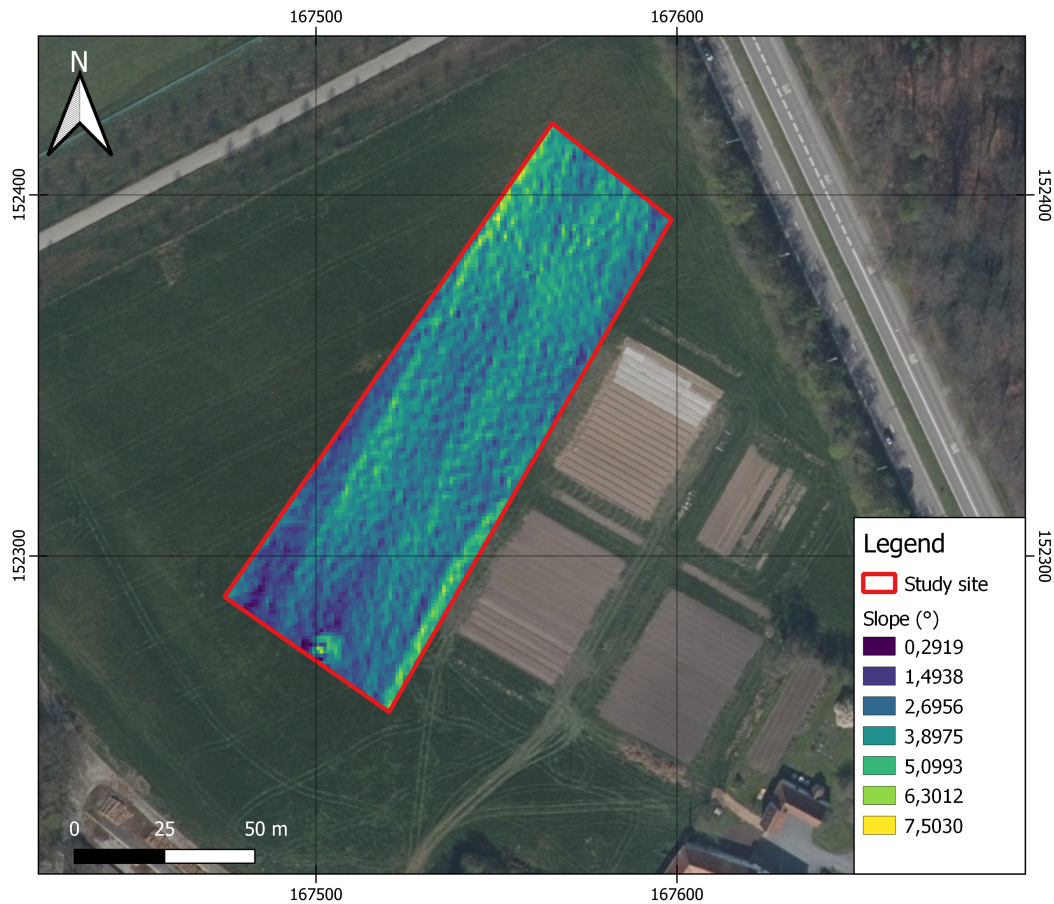 167500 167600
N
152400 152400
152300 152300
Legend
Study site
Slope (°)
0,2919
1,4938
2,6956
3,8975
5,0993
6,3012
7,5030
0 25 50 m
167500 167600